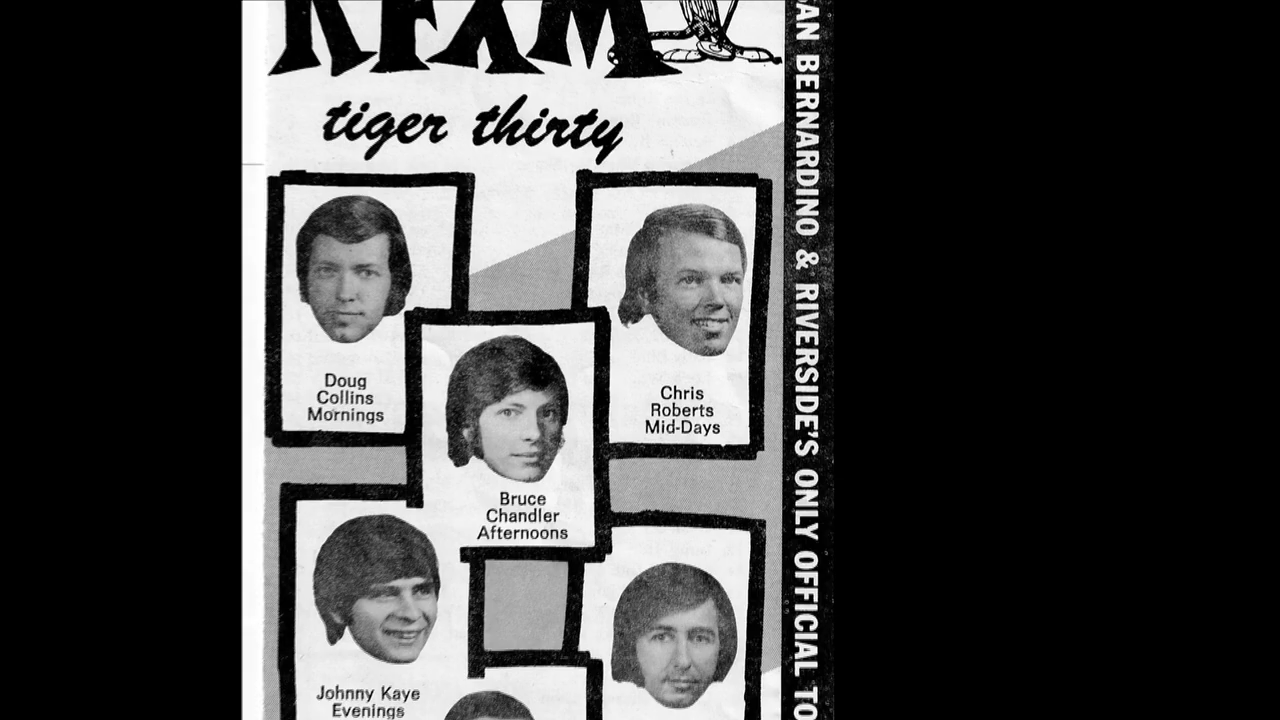 KFXM
tiger thirty
Doug
Collins
Mornings
Chris
Roberts
Mid-Days
Bruce
Chandler
Afternoons
Johnny Kaye
Evenings
SAN BERNARDINO & RIVERSIDE'S ONLY OFFICIAL TO